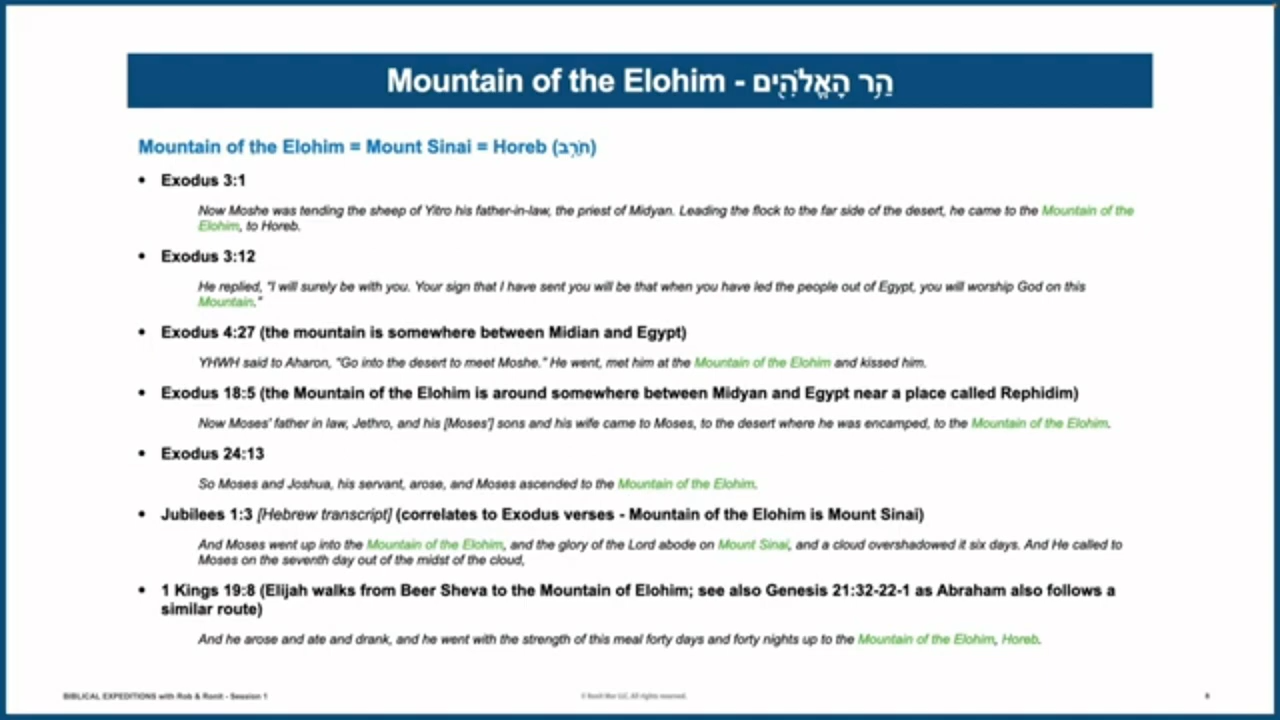 Mountain of the Elohim - הַ֥ר הָאֱלֹהִ֖ים
Mountain of the Elohim = Mount Sinai = Horeb (חֹרֵֽב)
• Exodus 3:1
Now Moshe was tending the sheep of Yitro his father-in-law, the priest of Midyan. Leading the flock to the far side of the desert, he came to the Mountain of the
Elohim, to Horeb.
• Exodus 3:12
He replied, "I will surely be with you. Your sign that I have sent you will be that when you have led the people out of Egypt, you will worship God on this
Mountain."
• Exodus 4:27 (the mountain is somewhere between Midian and Egypt)
YHWH said to Aharon, "Go into the desert to meet Moshe." He went, met him at the Mountain of the Elohim and kissed him.
• Exodus 18:5 (the Mountain of the Elohim is around somewhere between Midyan and Egypt near a place called Rephidim)
Now Moses' father in law, Jethro, and his [Moses'] sons and his wife came to Moses, to the desert where he was encamped, to the Mountain of the Elohim.
• Exodus 24:13
So Moses and Joshua, his servant, arose, and Moses ascended to the Mountain of the Elohim.
• Jubilees 1:3 [Hebrew transcript] (correlates to Exodus verses - Mountain of the Elohim is Mount Sinai)
And Moses went up into the Mountain of the Elohim, and the glory of the Lord abode on Mount Sinai, and a cloud overshadowed it six days. And He called to
Moses on the seventh day out of the midst of the cloud,
• 1 Kings 19:8 (Elijah walks from Beer Sheva to the Mountain of Elohim; see also Genesis 21:32-22-1 as Abraham also follows a
similar route)
And he arose and ate and drank, and he went with the strength of this meal forty days and forty nights up to the Mountain of the Elohim, Horeb.
BIBLICAL EXPEDITIONS with Rob & Ronit - Session 1
© Ronit Mor LLC. All rights reserved.
8